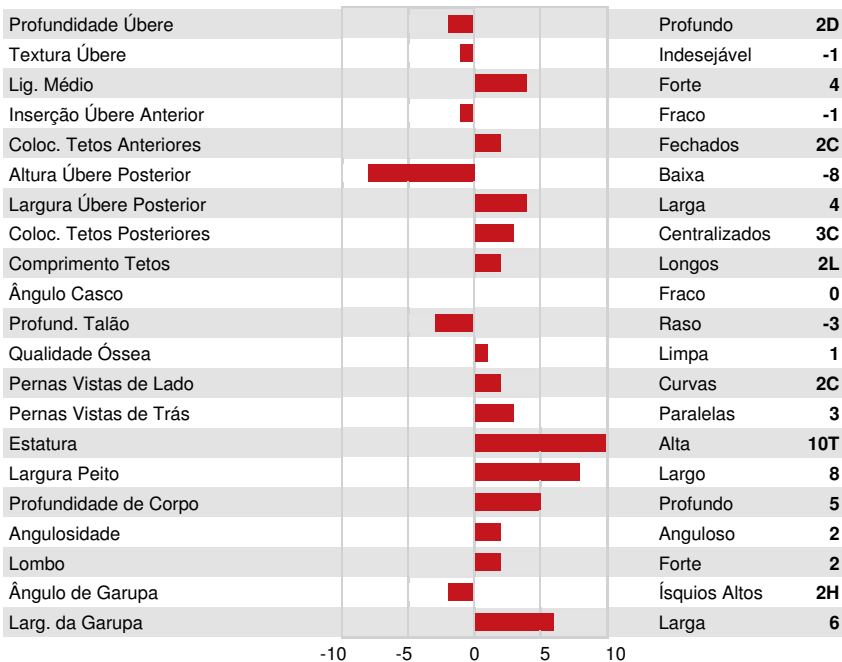 Profundidade Úbere Profundo 2D
Textura Úbere Indesejável -1
Lig. Médio Forte 4
Inserção Úbere Anterior Fraco -1
Coloc. Tetos Anteriores Fechados 2C
Altura Úbere Posterior Baixa -8
Largura Úbere Posterior Larga 4
Coloc. Tetos Posteriores Centralizados 3C
Comprimento Tetos Longos 2L
Ângulo Casco Fraco 0
Profund. Talão Raso -3
Qualidade Óssea Limpa 1
Pernas Vistas de Lado Curvas 2C
Pernas Vistas de Trás Paralelas 3
Estatura Alta 10T
Largura Peito Largo 8
Profundidade de Corpo Profundo 5
Angulosidade Anguloso 2
Lombo Forte 2
Ângulo de Garupa Ísquios Altos 2H
Larg. da Garupa Larga 6
-10 -5 0 5 10